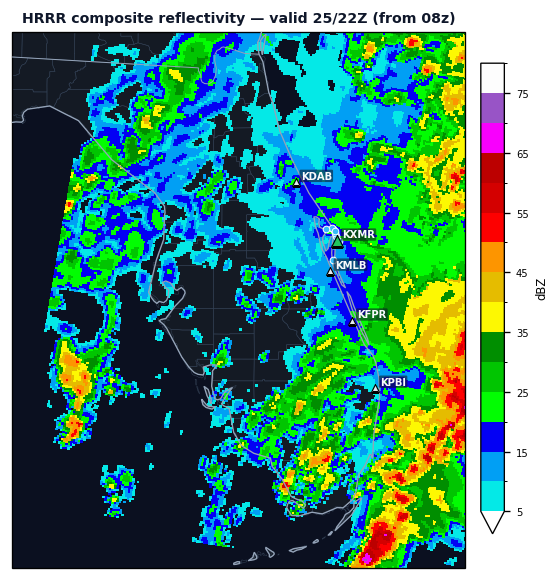 HRRR composite reflectivity — valid 25/22Z (from 08z)
KDAB
KXMR
KMLB
KFPR
KPBI
75
65
55
45
35
25
15
5
dBZ